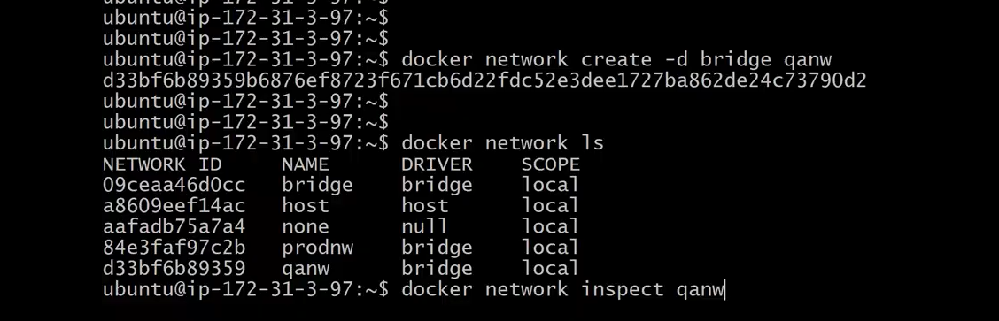 ubuntu@ip-172-31-3-97:~$
ubuntu@ip-172-31-3-97:~$
ubuntu@ip-172-31-3-97:~$ docker network create -d bridge qanw
d33bf6b89359b6876ef8723f671cb6d22fdc52e3dee1727ba862de24c73790d2
ubuntu@ip-172-31-3-97:~$
ubuntu@ip-172-31-3-97:~$
ubuntu@ip-172-31-3-97:~$ docker network ls
NETWORK ID NAME DRIVER SCOPE
09ceaa46d0cc bridge bridge local
a8609eef14ac host host local
aafadb75a7a4 none null local
84e3faf97c2b prodnw bridge local
d33bf6b89359 qanw bridge local
ubuntu@ip-172-31-3-97:~$ docker network inspect qanw